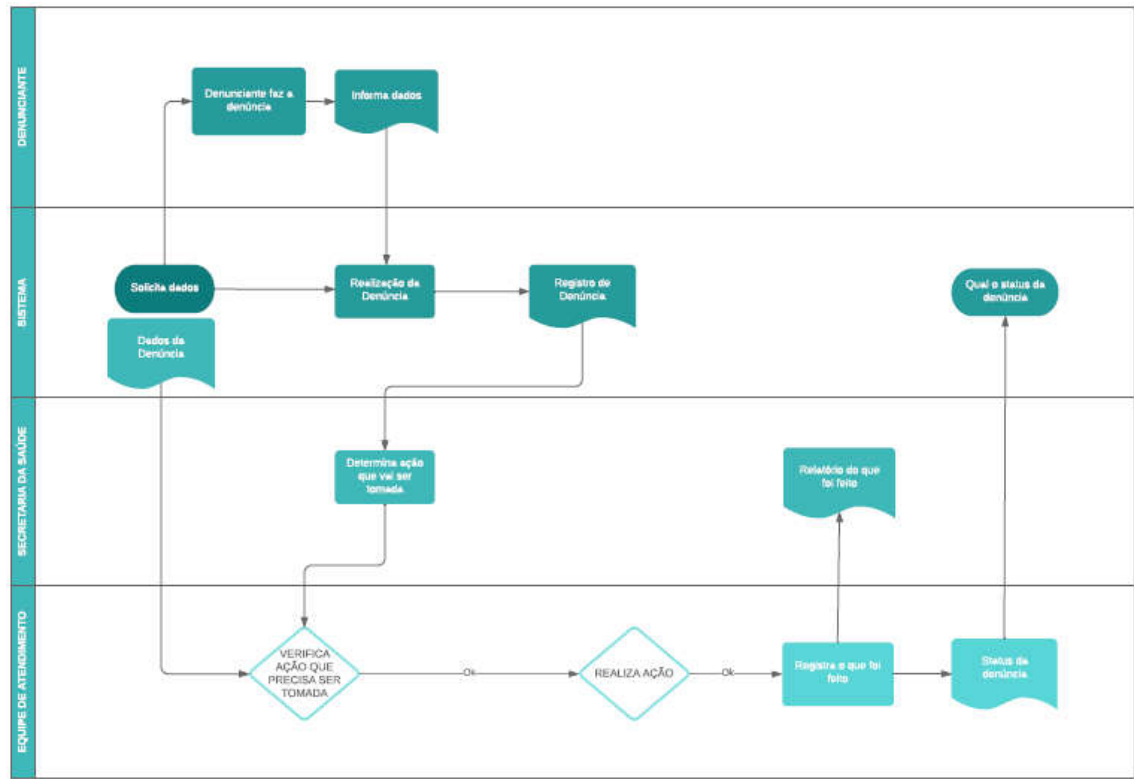 DENUNCIANTE
Denunciante faz a
denúncia
Informa dados
SISTEMA
Solicita dados
Realização da
Denúncia
Registro de
Denúncia
Qual o status da
denúncia
Dados da
Denúncia
SECRETARIA DA SAÚDE
Determina ação
que vai ser
tomada
Relatório do que
foi feito
EQUIPE DE ATENDIMENTO
VERIFICA
AÇÃO QUE
PRECISA SER
TOMADA
Ok
REALIZA AÇÃO
Ok
Registra o que foi
feito
Status da
denúncia